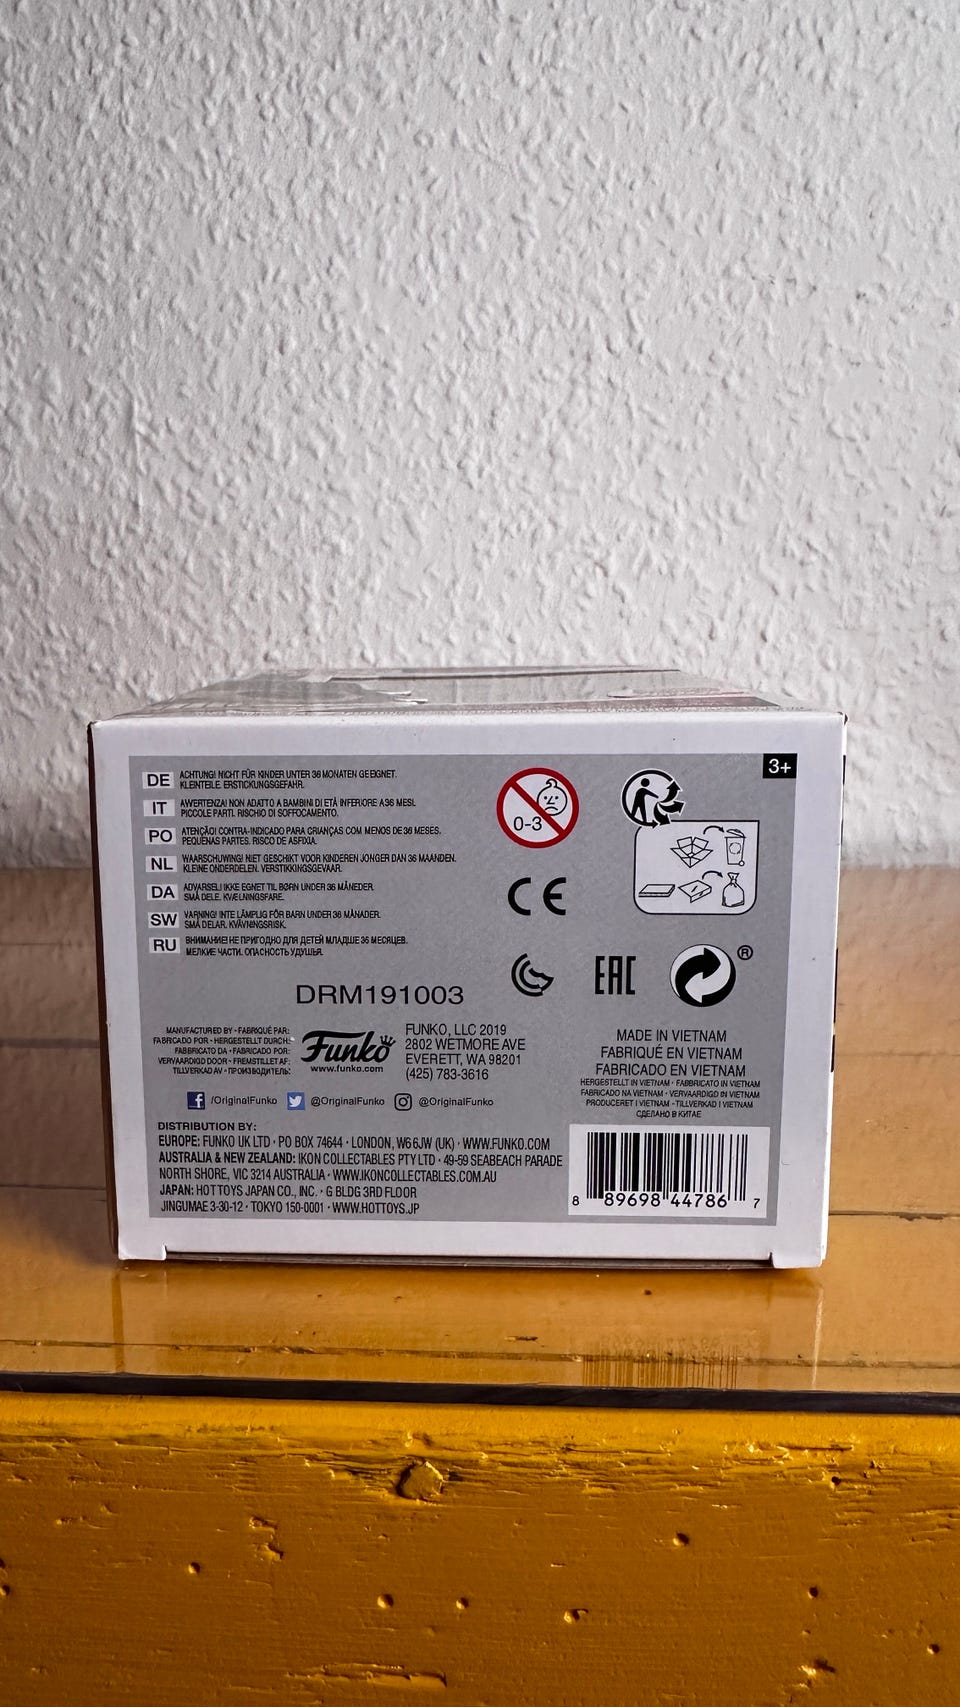 3+
DE ACHTUNG! NICHT FÜR KINDER UNTER 36 MONATEN GEEIGNET.
KLEINTEILE. ERSTICKUNGSGEFAHR.
IT AVVERTENZA! NON ADATTO A BAMBINI DI ETÀ INFERIORE A 36 MESI.
PICCOLE PARTI. RISCHIO DI SOFFOCAMENTO.
PO ATENÇÃO! CONTRA-INDICADO PARA CRIANÇAS COM MENOS DE 36 MESES.
PEQUENAS PARTES. RISCO DE ASFIXIA.
NL WAARSCHUWING! NIET GESCHIKT VOOR KINDEREN JONGER DAN 36 MAANDEN.
KLEINE ONDERDELEN. VERSTIKKINGSGEVAAR.
DA ADVARSEL! IKKE EGNET TIL BØRN UNDER 36 MÅNEDER.
SMÅ DELE. KVÆLNINGSFARE.
SW VARNING! INTE LÄMPLIG FÖR BARN UNDER 36 MÅNADER.
SMÅ DELAR. KVÄVNINGSRISK.
RU ВНИМАНИЕ! НЕ ПРИГОДНО ДЛЯ ДЕТЕЙ МЛАДШЕ 36 МЕСЯЦЕВ.
МЕЛКИЕ ЧАСТИ. ОПАСНОСТЬ УДУШЬЯ.
0-3
CE
EAC
®
DRM191003
MANUFACTURED BY • FABRIQUÉ PAR:
FABRICADO POR • HERGESTELLT DURCH:
FABBRICATO DA • FABRICADO POR:
VERVAARDIGD DOOR • FREMSTILLET AF:
TILLVERKAD AV • ПРОИЗВОДИТЕЛЬ:
Funko
www.funko.com
FUNKO, LLC 2019
2802 WETMORE AVE
EVERETT, WA 98201
(425) 783-3616
/OriginalFunko @OriginalFunko @OriginalFunko
MADE IN VIETNAM
FABRIQUÉ EN VIETNAM
FABRICADO EN VIETNAM
HERGESTELLT IN VIETNAM • FABBRICATO IN VIETNAM
FABRICADO NA VIETNAM • VERVAARDIGD IN VIETNAM
PRODUCERET I VIETNAM • TILLVERKAD I VIETNAM
СДЕЛАНО В КИТАЕ
DISTRIBUTION BY:
EUROPE: FUNKO UK LTD • PO BOX 74644 • LONDON, W6 6JW (UK) • WWW.FUNKO.COM
AUSTRALIA & NEW ZEALAND: IKON COLLECTABLES PTY LTD • 49-59 SEABEACH PARADE
NORTH SHORE, VIC 3214 AUSTRALIA • WWW.IKONCOLLECTABLES.COM.AU
JAPAN: HOTTOYS JAPAN CO., INC. • G BLDG 3RD FLOOR
JINGUMAE 3-30-12 • TOKYO 150-0001 • WWW.HOTTOYS.JP
8 89698 44786 7